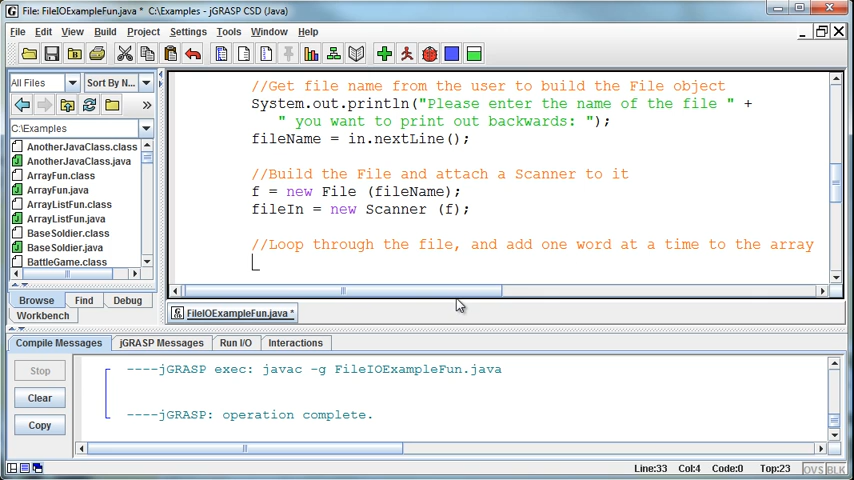 File: FileIOExampleFun.java * C:\Examples - jGRASP CSD (Java)
File Edit View Build Project Settings Tools Window Help
All Files Sort By N...
C:\Examples
AnotherJavaClass.class
AnotherJavaClass.java
ArrayFun.class
ArrayFun.java
ArrayListFun.class
ArrayListFun.java
BaseSoldier.class
BaseSoldier.java
BattleGame.class
Browse Find Debug
Workbench
//Get file name from the user to build the File object
System.out.println("Please enter the name of the file " +
" you want to print out backwards: ");
fileName = in.nextLine();
//Build the File and attach a Scanner to it
f = new File (fileName);
fileIn = new Scanner (f);
//Loop through the file, and add one word at a time to the array
FileIOExampleFun.java *
Compile Messages jGRASP Messages Run I/O Interactions
Stop
Clear
Copy
----jGRASP exec: javac -g FileIOExampleFun.java
----jGRASP: operation complete.
Line:33 Col:4 Code:0 Top:23 OVS BLK